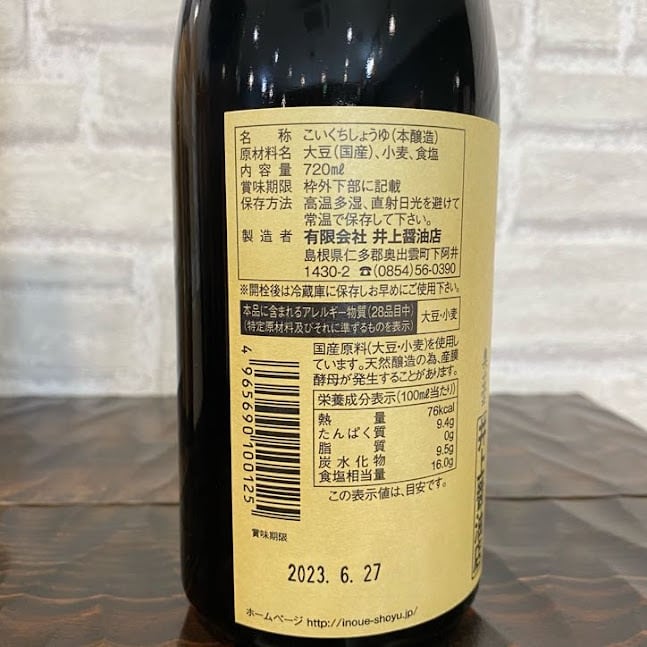 名称 こいくちしょうゆ(本醸造)
原材料名 大豆(国産)、小麦、食塩
内容量 720mℓ
賞味期限 枠外下部に記載
保存方法 高温多湿、直射日光を避けて
常温で保存して下さい。
製造者 有限会社 井上醤油店
島根県仁多郡奥出雲町下阿井
1430-2 ☎(0854)56-0390
※開栓後は冷蔵庫に保存しお早めにご使用下さい。
本品に含まれるアレルギー物質(28品目中)
(特定原材料及びそれに準ずるものを表示)
大豆・小麦
国産原料(大豆・小麦)を使用し
ています。天然醸造の為、産膜
酵母が発生することがあります。
栄養成分表示(100mℓ当たり)
熱量 76kcal
たんぱく質 9.4g
脂質 0g
炭水化物 9.5g
食塩相当量 16.0g
この表示値は、目安です。
4965690100125
賞味期限
2023. 6. 27
ホームページ http://inoue-shoyu.jp/